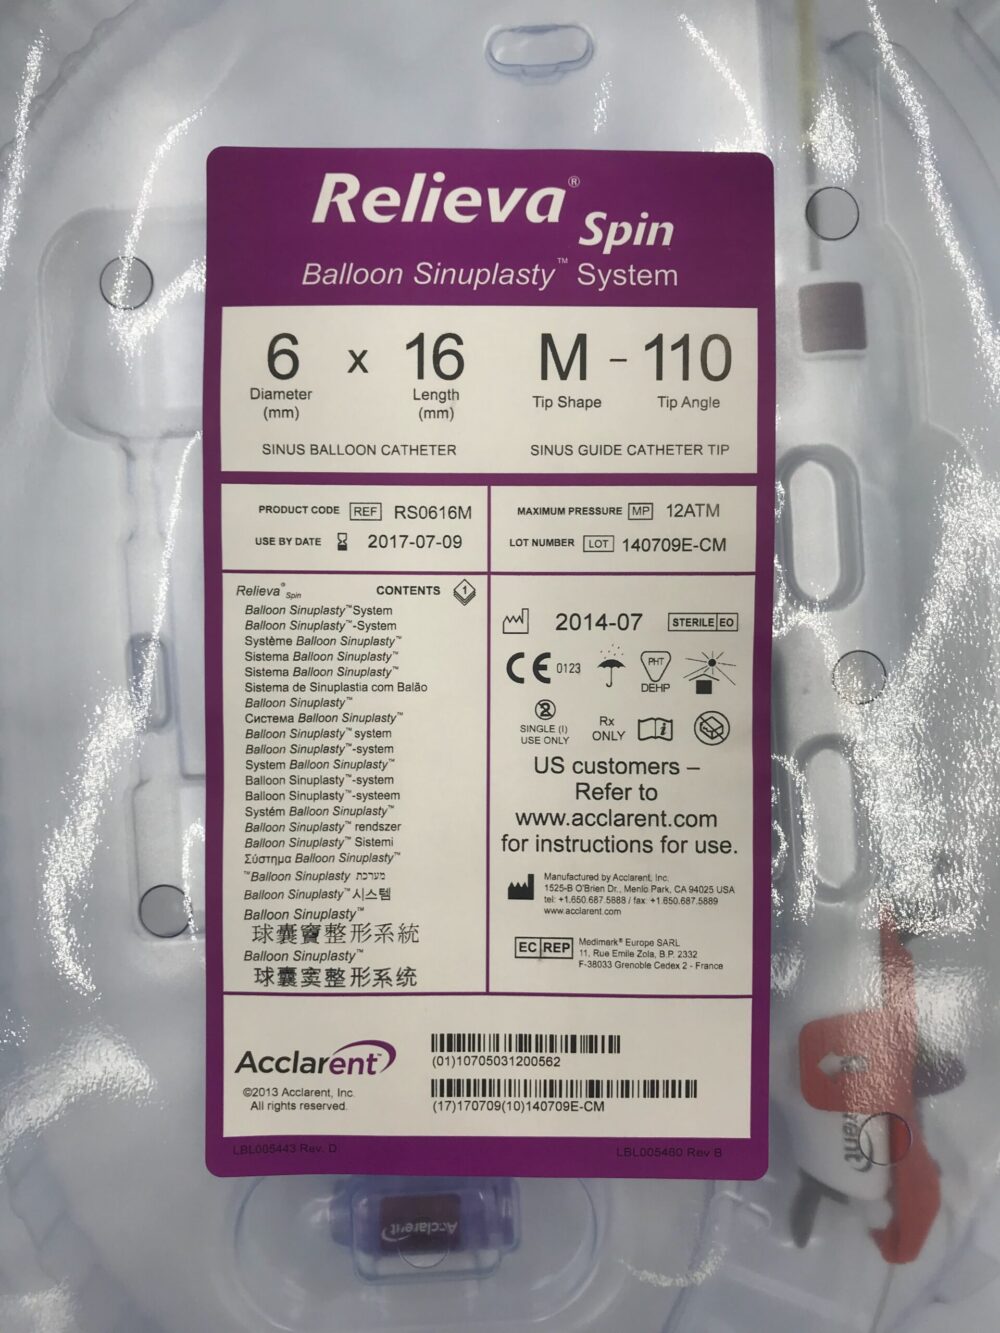 Relieva® Spin
Balloon Sinuplasty™ System
6 x 16 M - 110
Diameter (mm) Length (mm) Tip Shape Tip Angle
SINUS BALLOON CATHETER SINUS GUIDE CATHETER TIP
PRODUCT CODE REF RS0616M
USE BY DATE 2017-07-09
MAXIMUM PRESSURE MP 12ATM
LOT NUMBER LOT 140709E-CM
Relieva® Spin CONTENTS 1
Balloon Sinuplasty™System
Balloon Sinuplasty™-System
Système Balloon Sinuplasty™
Sistema Balloon Sinuplasty™
Sistema Balloon Sinuplasty™
Sistema de Sinuplastia com Balão
Balloon Sinuplasty™
Система Balloon Sinuplasty™
Balloon Sinuplasty™ system
Balloon Sinuplasty™-system
System Balloon Sinuplasty™
Balloon Sinuplasty™-system
Balloon Sinuplasty™-systeem
Systém Balloon Sinuplasty™
Balloon Sinuplasty™ rendszer
Balloon Sinuplasty™ Sistemi
Σύστημα Balloon Sinuplasty™
™Balloon Sinuplasty מערכת
Balloon Sinuplasty™ 시스템
Balloon Sinuplasty™
球囊竇整形系統
Balloon Sinuplasty™
球囊窦整形系统
2014-07 STERILE EO
CE 0123 PHT DEHP
2
SINGLE (I) USE ONLY
Rx ONLY
i
US customers –
Refer to
www.acclarent.com
for instructions for use.
Manufactured by Acclarent, Inc.
1525-B O'Brien Dr., Menlo Park, CA 94025 USA
tel: +1.650.687.5888 / fax +1.650.687.5889
www.acclarent.com
EC REP
Medimark® Europe SARL
11, Rue Emile Zola, B.P. 2332
F-38033 Grenoble Cedex 2 - France
Acclarent™
©2013 Acclarent, Inc.
All rights reserved.
(01)10705031200562
(17)170709(10)140709E-CM
LBL005443 Rev. D LBL005460 Rev B
Acclarent